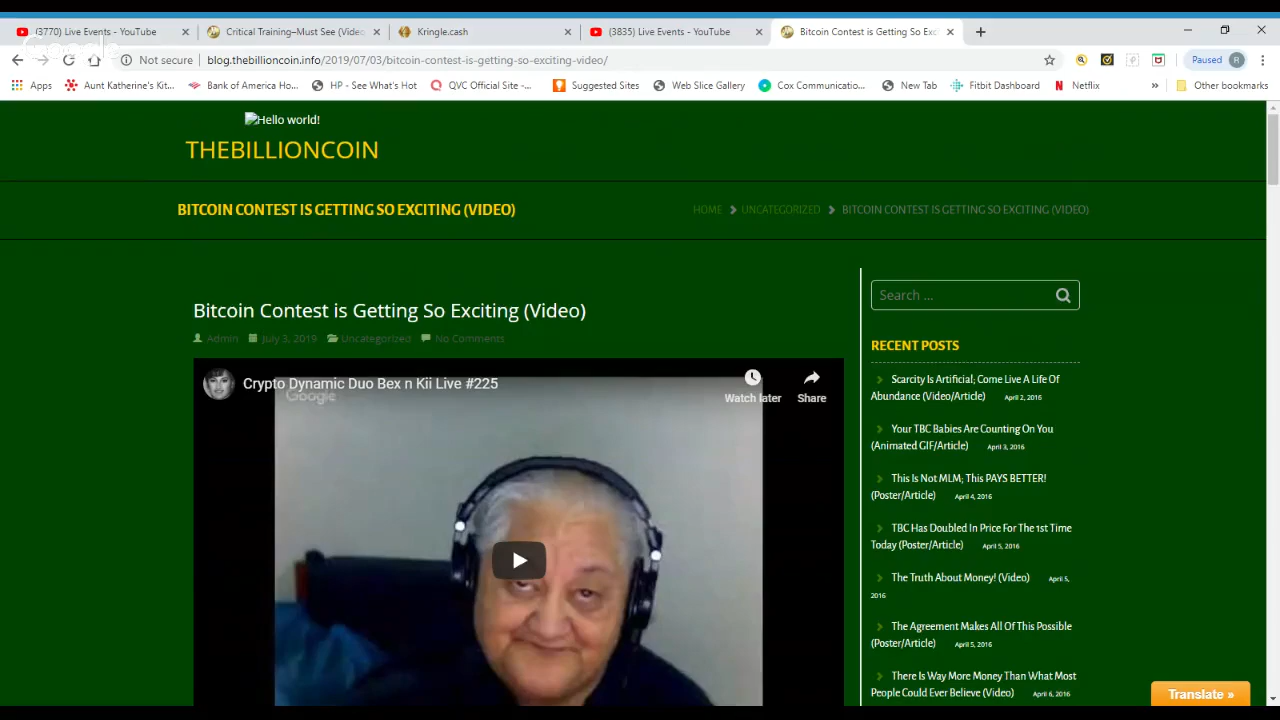 (3770) Live Events - YouTube
Critical Training–Must See (Video
Kringle.cash
(3835) Live Events - YouTube
Bitcoin Contest is Getting So Exc
Google
Not secure
blog.thebillioncoin.info/2019/07/03/bitcoin-contest-is-getting-so-exciting-video/
Paused
R
Apps
Aunt Katherine's Kit...
Bank of America Ho...
HP - See What's Hot
QVC Official Site -...
Suggested Sites
Web Slice Gallery
Cox Communicatio...
New Tab
Fitbit Dashboard
Netflix
»
Other bookmarks
Hello world!
THEBILLIONCOIN
BITCOIN CONTEST IS GETTING SO EXCITING (VIDEO)
HOME
UNCATEGORIZED
BITCOIN CONTEST IS GETTING SO EXCITING (VIDEO)
Bitcoin Contest is Getting So Exciting (Video)
Admin
July 3, 2019
Uncategorized
No Comments
Crypto Dynamic Duo Bex n Kii Live #225
Google
Watch later
Share
Search ...
RECENT POSTS
Scarcity Is Artificial; Come Live A Life Of
Abundance (Video/Article) April 2, 2016
Your TBC Babies Are Counting On You
(Animated GIF/Article) April 3, 2016
This Is Not MLM; This PAYS BETTER!
(Poster/Article) April 4, 2016
TBC Has Doubled In Price For The 1st Time
Today (Poster/Article) April 5, 2016
The Truth About Money! (Video) April 5,
2016
The Agreement Makes All Of This Possible
(Poster/Article) April 5, 2016
There Is Way More Money Than What Most
People Could Ever Believe (Video) April 6, 2016
Translate »